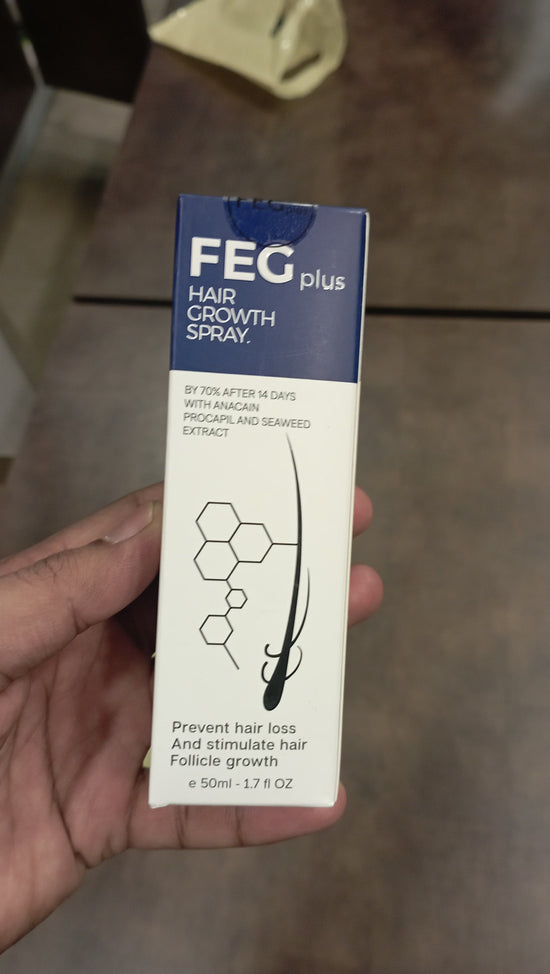 FEG
FEG plus
HAIR
GROWTH
SPRAY.
BY 70% AFTER 14 DAYS
WITH ANACAIN
PROCAPIL AND SEAWEED
EXTRACT
Prevent hair loss
And stimulate hair
Follicle growth
e 50ml - 1.7 fl OZ